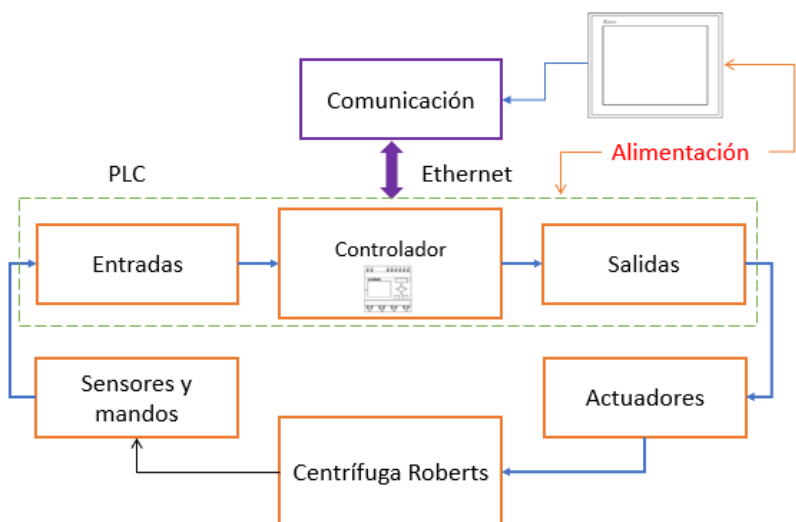 Comunicación
Alimentación
PLC
Ethernet
Entradas
Controlador
Salidas
Sensores y
mandos
Actuadores
Centrífuga Roberts